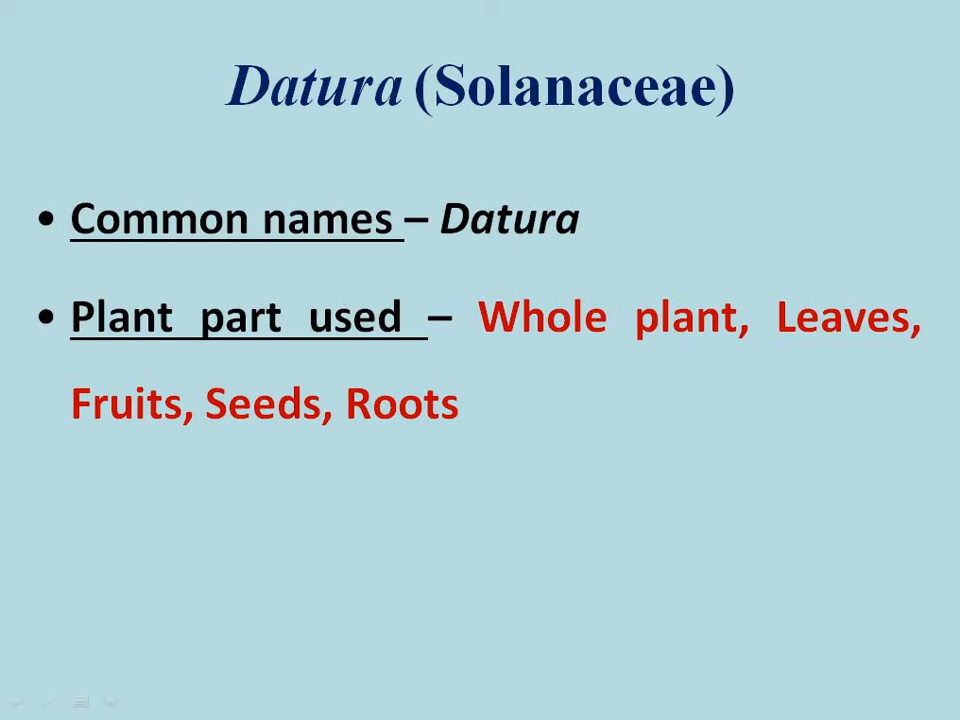 Datura (Solanaceae)
• Common names – Datura
• Plant part used – Whole plant, Leaves,
Fruits, Seeds, Roots